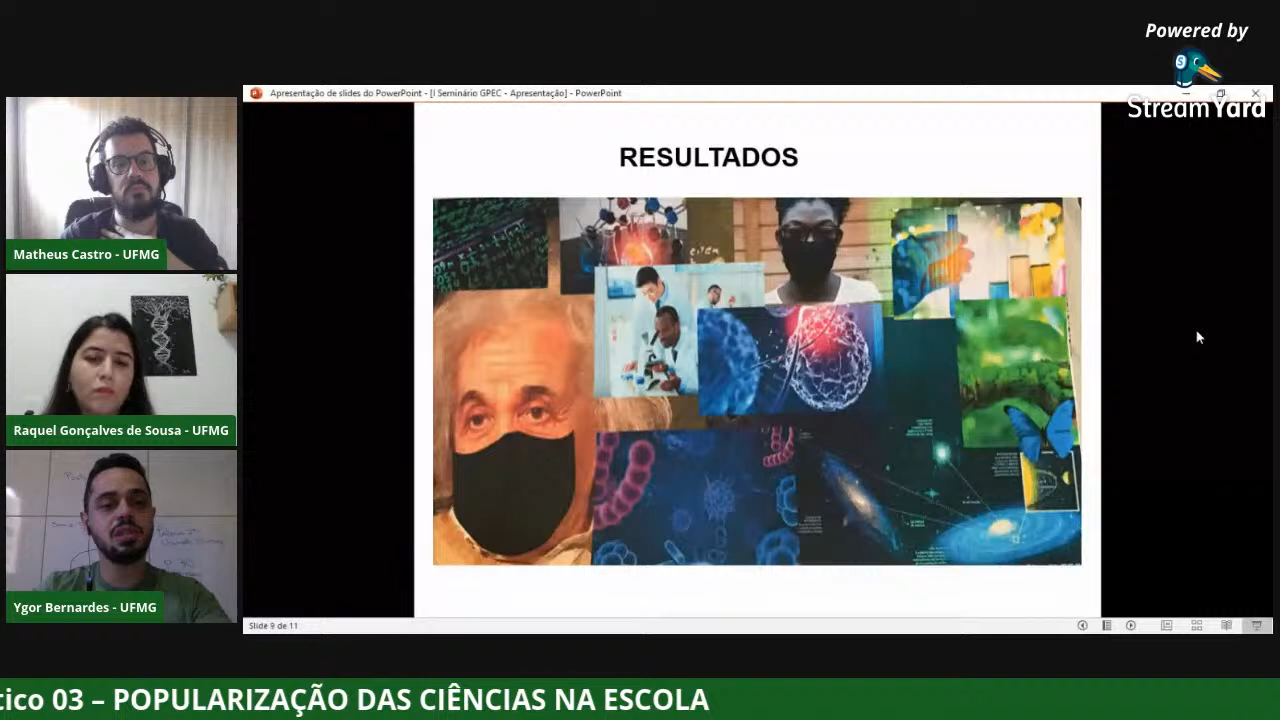 Powered by
StreamYard
Apresentação de slides do PowerPoint - [I Seminário GPEC - Apresentação] - PowerPoint
RESULTADOS
Matheus Castro - UFMG
Raquel Gonçalves de Sousa - UFMG
Ygor Bernardes - UFMG
Slide 9 de 11
tico 03 – POPULARIZAÇÃO DAS CIÊNCIAS NA ESCOLA